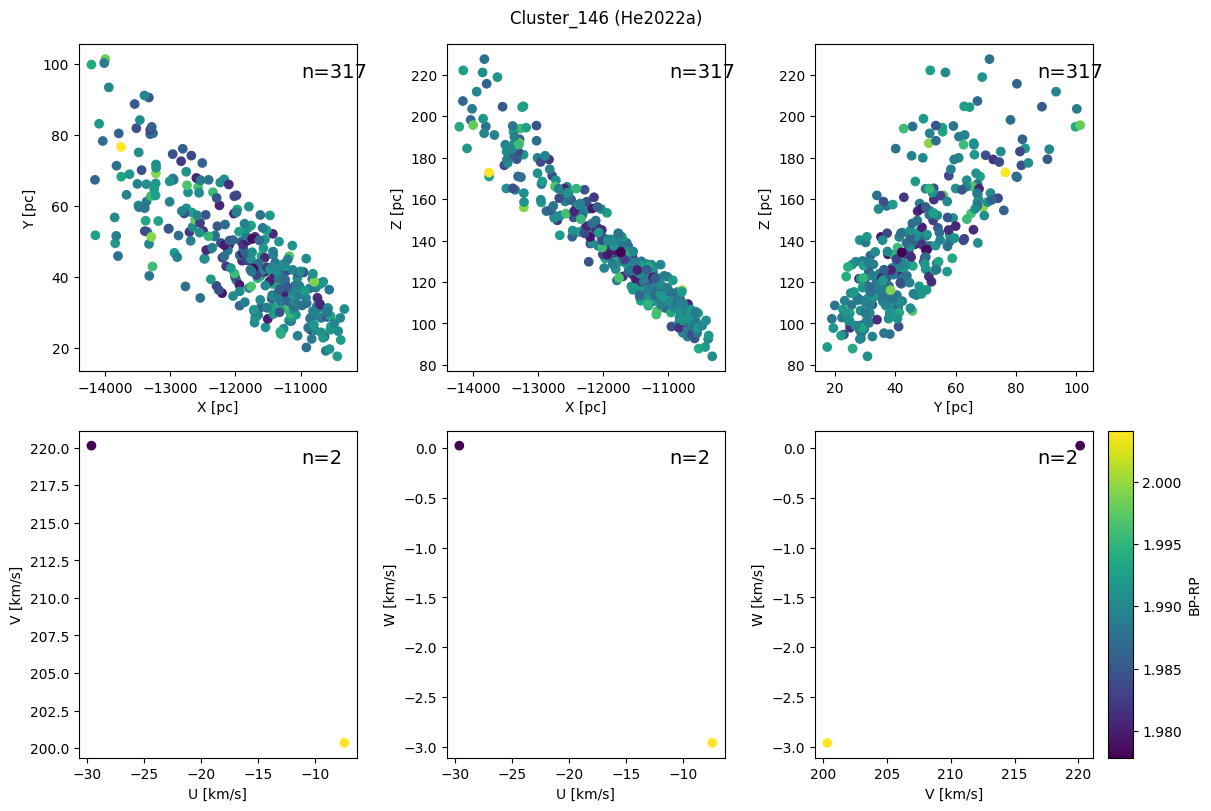 Cluster_146 (He2022a)
n=317
n=317
n=317
100
80
60
40
20
Y [pc]
−14000 −13000 −12000 −11000
X [pc]
220
200
180
160
140
120
100
80
Z [pc]
−14000 −13000 −12000 −11000
X [pc]
220
200
180
160
140
120
100
80
Z [pc]
20 40 60 80 100
Y [pc]
n=2
n=2
n=2
220.0
217.5
215.0
212.5
210.0
207.5
205.0
202.5
200.0
V [km/s]
−30 −25 −20 −15 −10
U [km/s]
0.0
−0.5
−1.0
−1.5
−2.0
−2.5
−3.0
W [km/s]
−30 −25 −20 −15 −10
U [km/s]
0.0
−0.5
−1.0
−1.5
−2.0
−2.5
−3.0
W [km/s]
200 205 210 215 220
V [km/s]
2.000
1.995
1.990
1.985
1.980
BP-RP